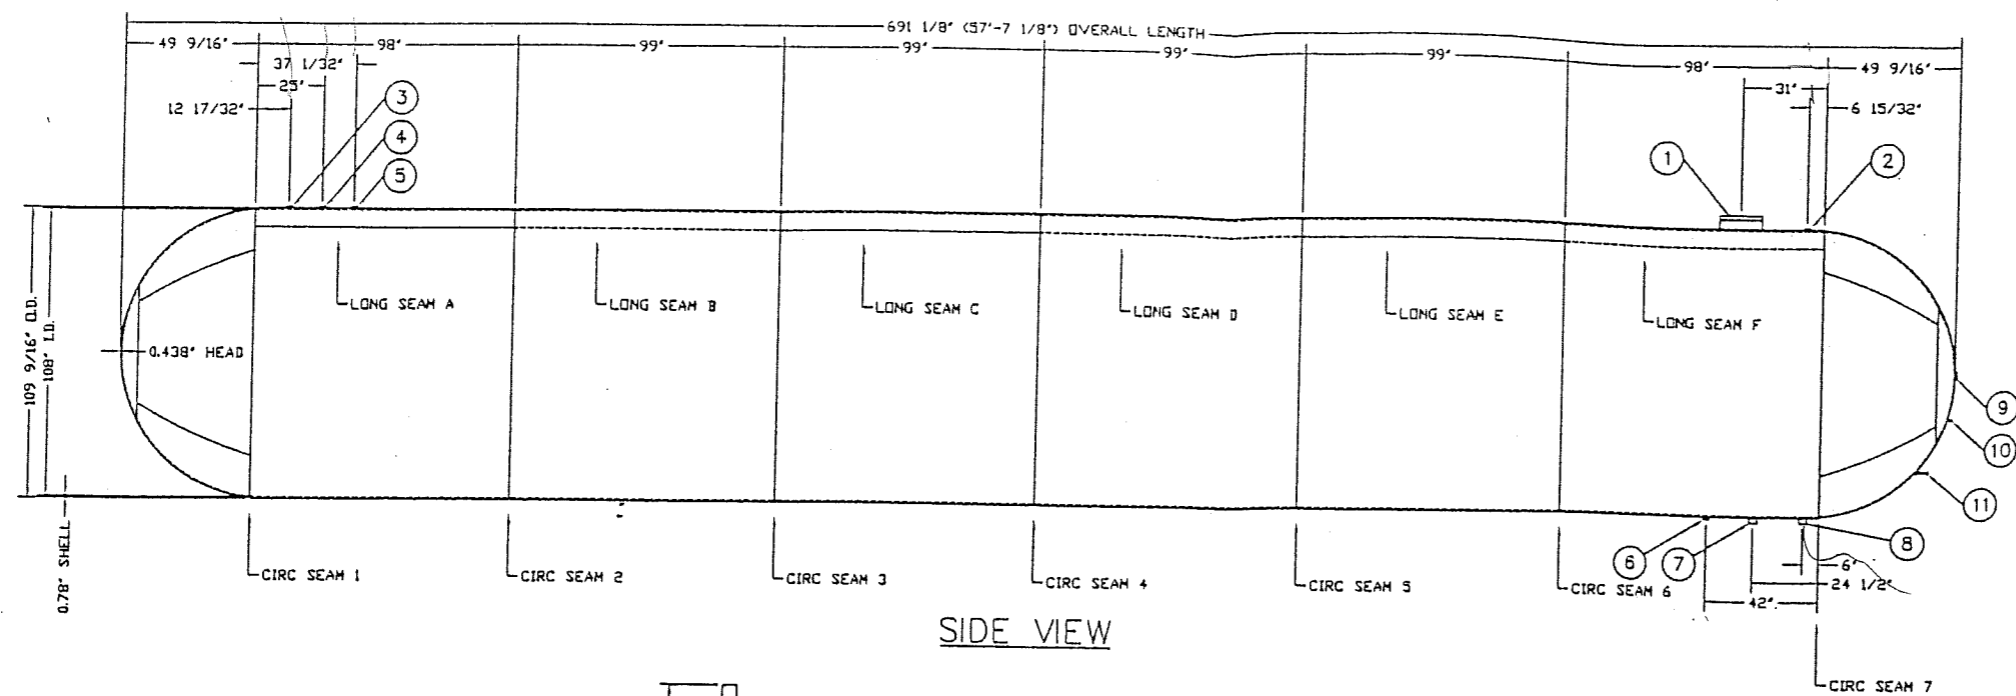 691 1/8" (57'-7 1/8") OVERALL LENGTH
49 9/16" 98" 99" 99" 99" 99" 98" 49 9/16"
37 1/32" 31"
25"
12 17/32" 6 15/32"
3
4
5
1
2
LONG SEAM A LONG SEAM B LONG SEAM C LONG SEAM D LONG SEAM E LONG SEAM F
109 9/16" O.D.
108" I.D.
0.438" HEAD
9
10
11
0.78" SHELL
6 7 8
6"
24 1/2"
42"
CIRC SEAM 1 CIRC SEAM 2 CIRC SEAM 3 CIRC SEAM 4 CIRC SEAM 5 CIRC SEAM 6
SIDE VIEW
CIRC SEAM 7